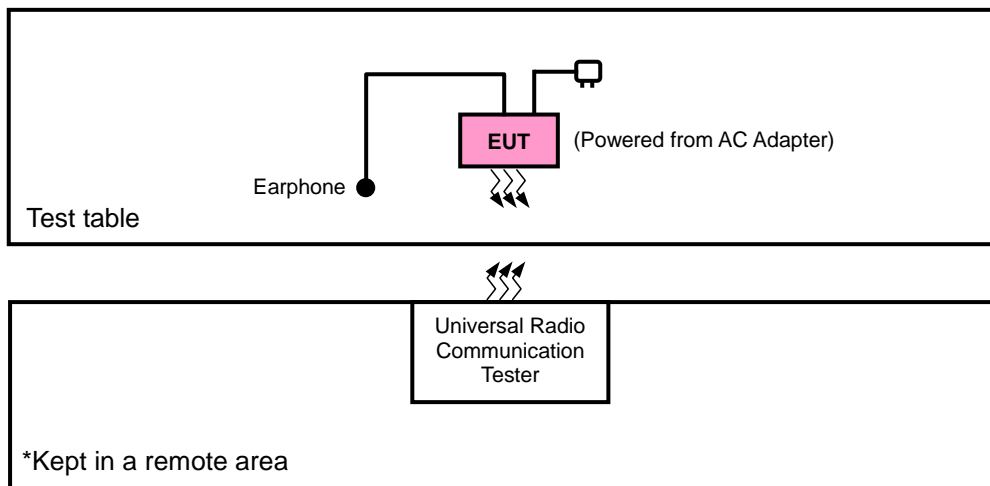 EUT
(Powered from AC Adapter)
Earphone
Test table
Universal Radio
Communication
Tester
*Kept in a remote area